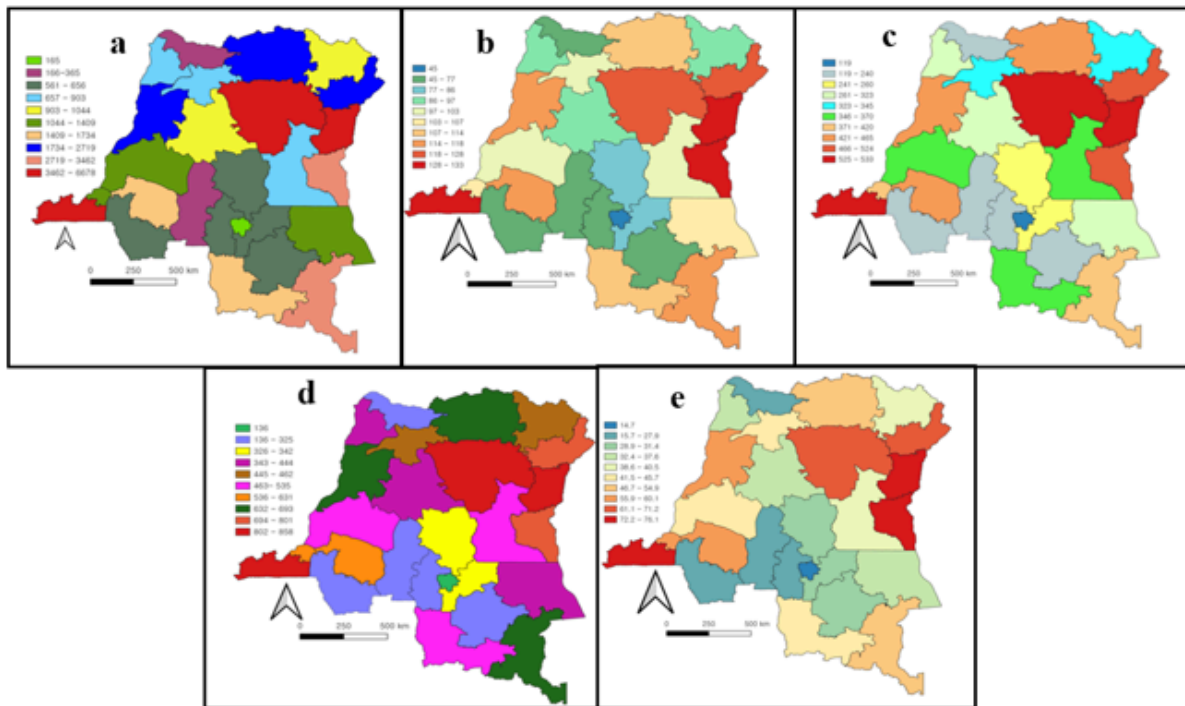 a
165
166-365
561 - 656
657 - 903
903 - 1044
1044 - 1409
1409 - 1734
1734 - 2719
2719 - 3462
3462 - 6678
0 250 500 km
b
45
45 - 77
77 - 86
86 - 97
97 - 103
103 - 107
107 - 114
114 - 118
118 - 128
128 - 133
0 250 500 km
c
119
119 - 240
241 - 260
261 - 323
323 - 345
346 - 370
371 - 420
421 - 465
466 - 524
525 - 533
0 250 500 km
d
136
136 - 325
326 - 342
343 - 444
445 - 462
463- 535
536 - 631
632 - 693
694 - 801
802 - 858
0 250 500 km
e
14.7
15.7 - 27.9
28.9 - 31.4
32.4 - 37.6
38.6 - 40.5
41.5 - 45.7
46.7 - 54.9
55.9 - 60.1
61.1 - 71.2
72.2 - 76.1
0 250 500 km